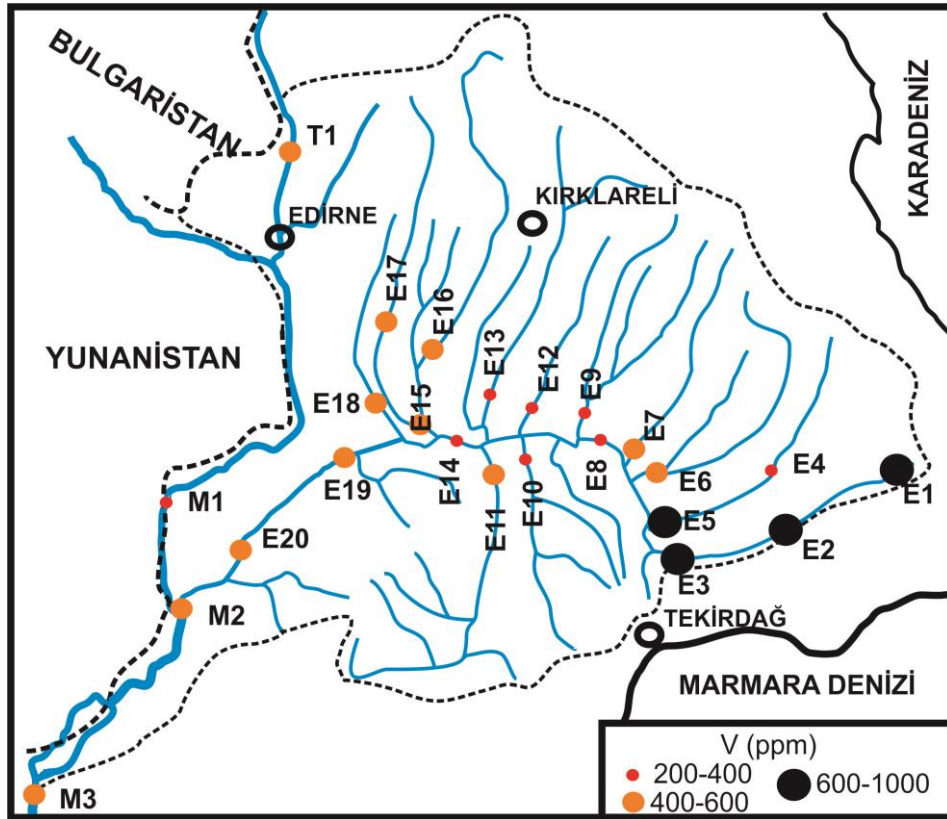 BULGARİSTAN
T1
KARADENİZ
EDİRNE
KIRKLARELİ
E17
E16
YUNANİSTAN
E13
E12
E9
E18
E15
E7
E14
E8
E19
E11
E10
E6
E4
E1
M1
E5
E2
E20
E3
M2
TEKİRDAĞ
MARMARA DENİZİ
M3
V (ppm)
200-400
600-1000
400-600